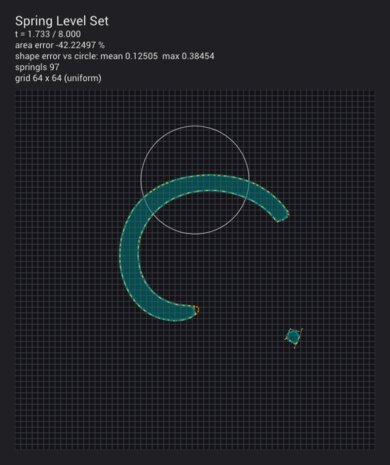 Spring Level Set
t = 1.733 / 8.000
area error -42.22497 %
shape error vs circle: mean 0.12505  max 0.38454
springls 97
grid 64 x 64 (uniform)